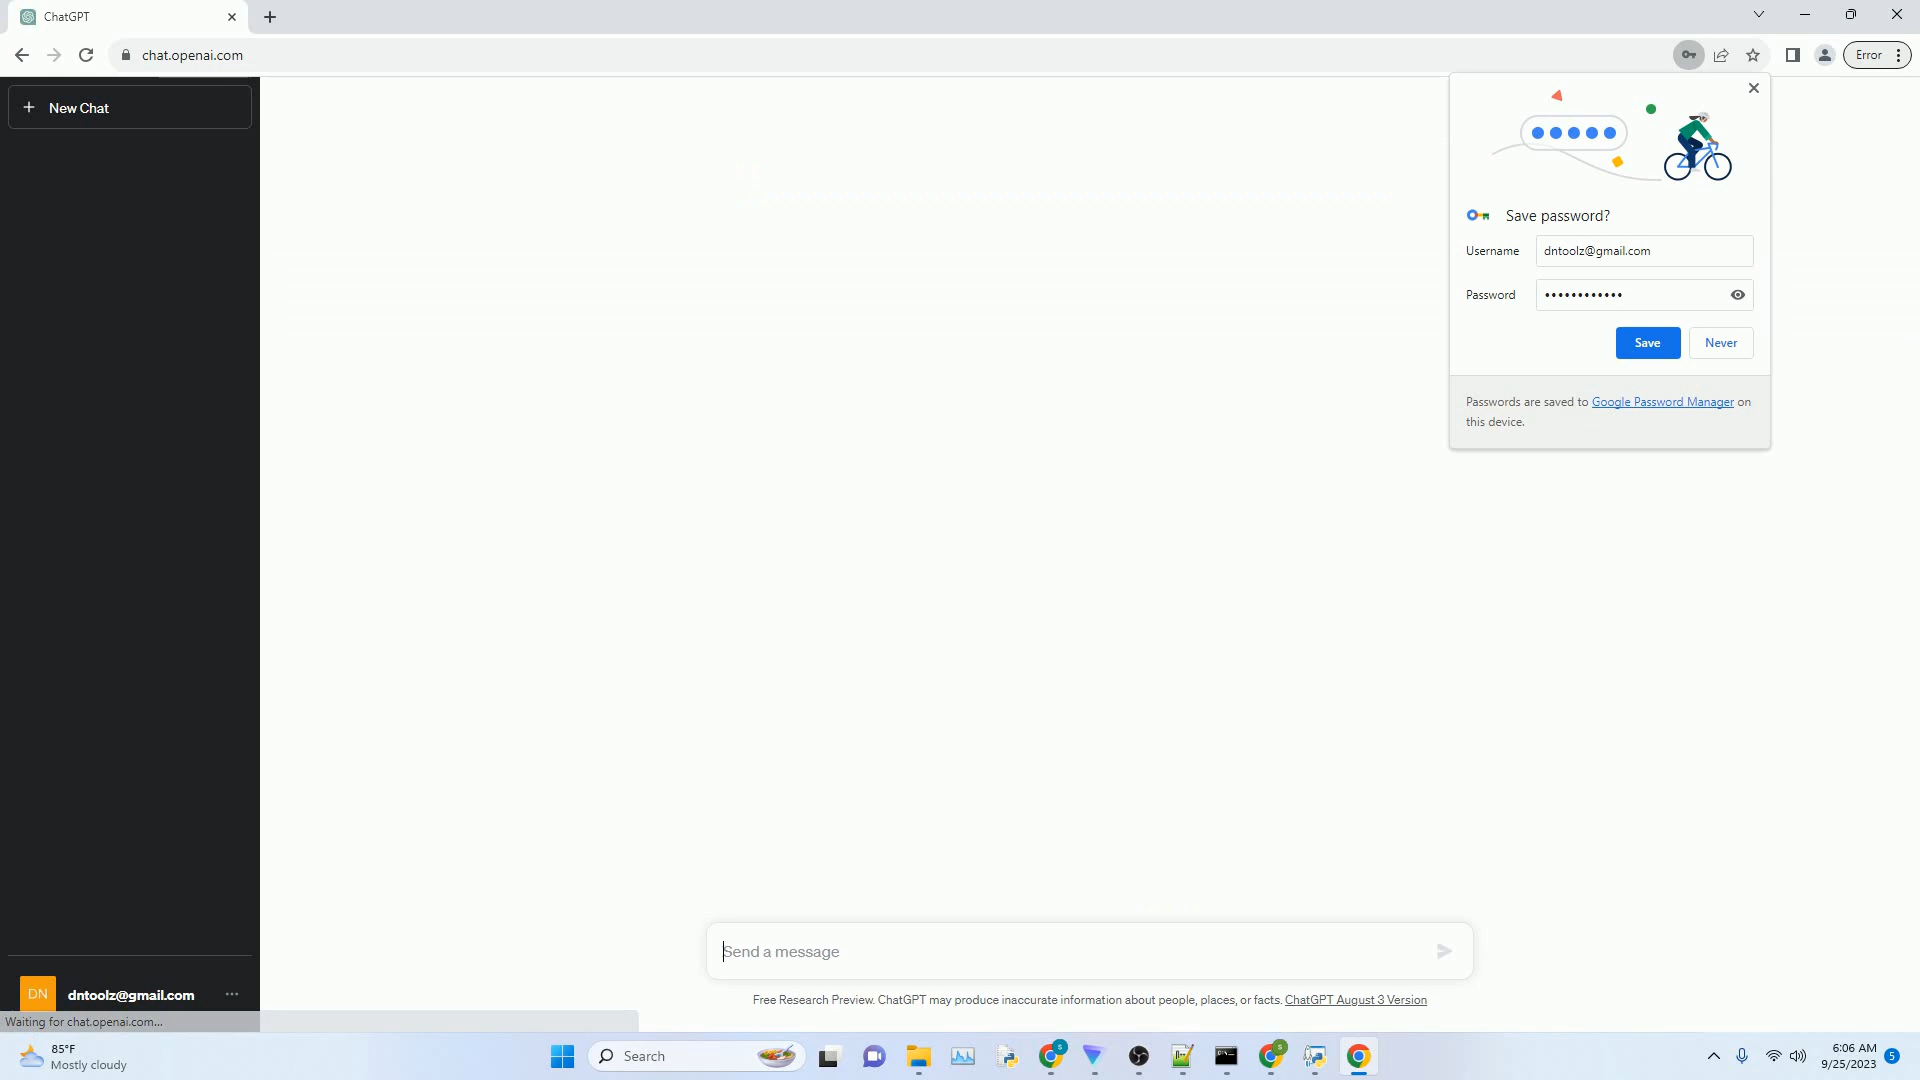 ChatGPT
chat.openai.com
Error
New Chat
Save password?
Username dntoolz@gmail.com
Password ••••••••••••
Save Never
Passwords are saved to Google Password Manager on
this device.
Send a message
Free Research Preview. ChatGPT may produce inaccurate information about people, places, or facts. ChatGPT August 3 Version
DN dntoolz@gmail.com
Waiting for chat.openai.com...
85°F
Mostly cloudy
Search
S
S
6:06 AM
9/25/2023
5